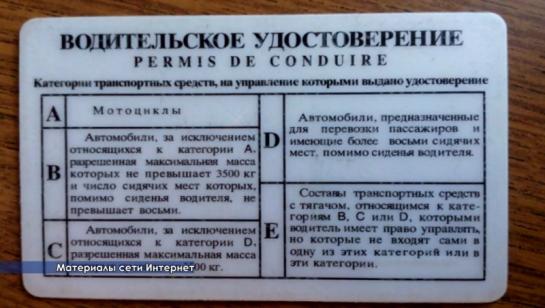 ВОДИТЕЛЬСКОЕ УДОСТОВЕРЕНИЕ
PERMIS DE CONDUIRE
Категории транспортных средств, на управление которыми выдано удостоверение
A
Мотоциклы
B
Автомобили, за исключением
относящихся к категории А,
разрешенная максимальная масса
которых не превышает 3500 кг
и число сидячих мест которых,
помимо сиденья водителя, не
превышает восьми.
C
Автомобили, за исключением
относящихся к категории D,
разрешенная максимальная масса
00 кг.
D
Автомобили, предназначенные
для перевозки пассажиров и
имеющие более восьми сидячих
мест, помимо сиденья водителя.
E
Составы транспортных средств
с тягачом, относящимся к кате-
гориям В, С или D, которыми
водитель имеет право управлять,
но которые не входят сами в
одну из этих категорий или в
эти категории.
Материалы сети Интернет